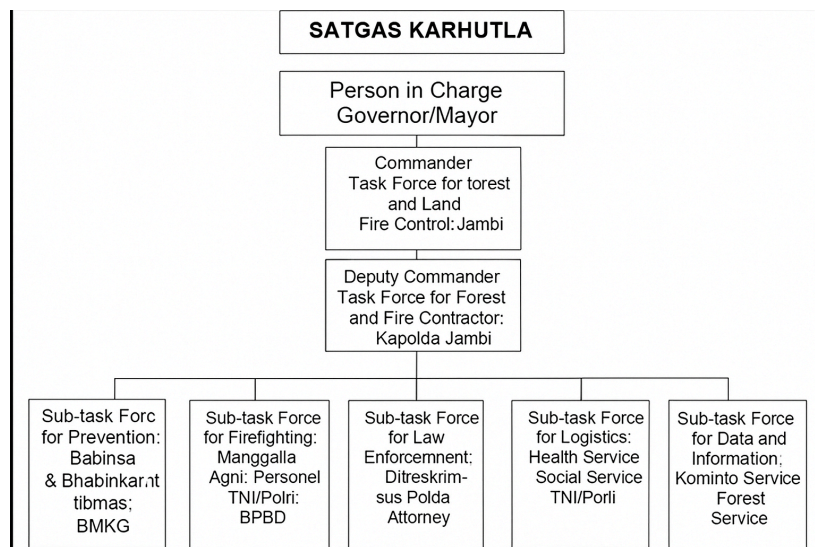 SATGAS KARHUTLA
Person in Charge
Governor/Mayor
Commander
Task Force for torest
and Land
Fire Control: Jambi
Deputy Commander
Task Force for Forest
and Fire Contractor:
Kapolda Jambi
Sub-task Forc
for Prevention:
Babinsa
& Bhabinkarnt
tibmas;
BMKG
Sub-task Force
for Firefighting:
Manggalla
Agni: Personel
TNI/Polri:
BPBD
Sub-task Force
for Law
Enforcemnent;
Ditreskrim-
sus Polda
Attorney
Sub-task Force
for Logistics:
Health Service
Social Service
TNI/Porli
Sub-task Force
for Data and
Information;
Kominto Service
Forest
Service